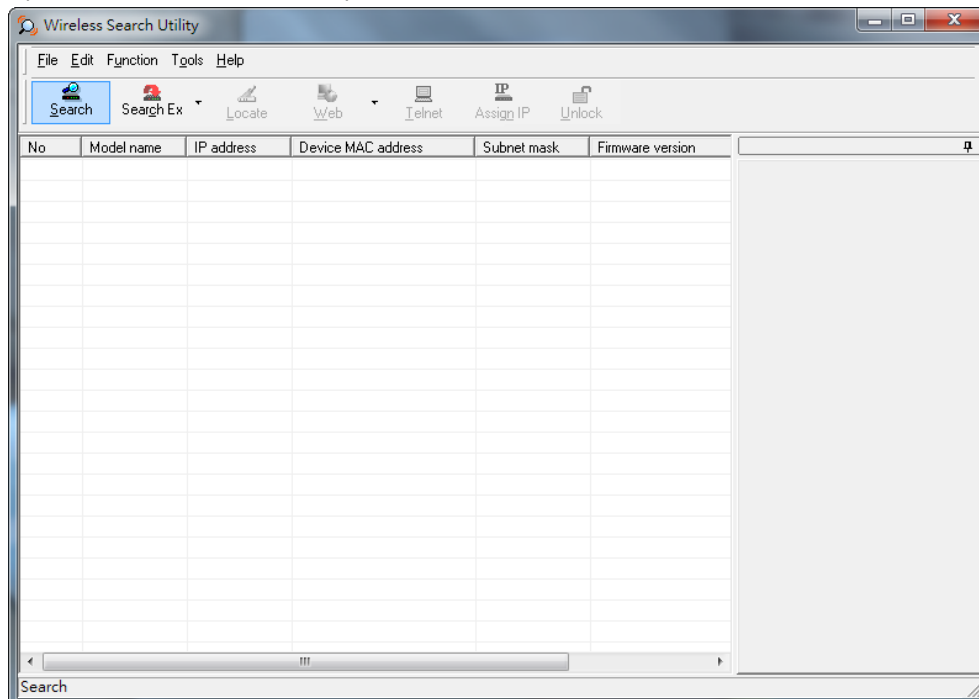 Wireless Search Utility
File Edit Function Tools Help
Search Search Ex Locate Web Telnet Assign IP Unlock
No Model name IP address Device MAC address Subnet mask Firmware version
Search